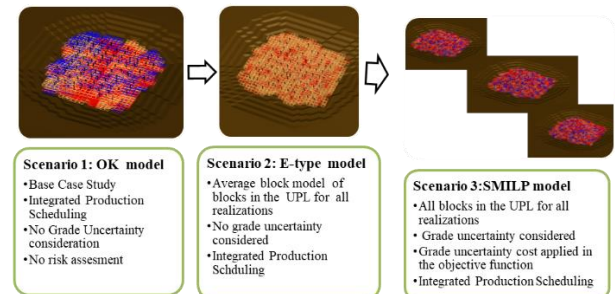 Scenario 1: OK model
•Base Case Study
•Integrated Production
Scheduling
•No Grade Uncertainty
consideration
•No risk assesment
Scenario 2: E-type model
•Average block model of
blocks in the UPL for all
realizations
•No grade uncertainty
considered
•Integrated Production
Schduling
Scenario 3:SMILP model
•All blocks in the UPL for all
realizations
• Grade uncertainty considered
•Grade uncertainty cost applied in
the objective function
•Integrated Production Scheduling